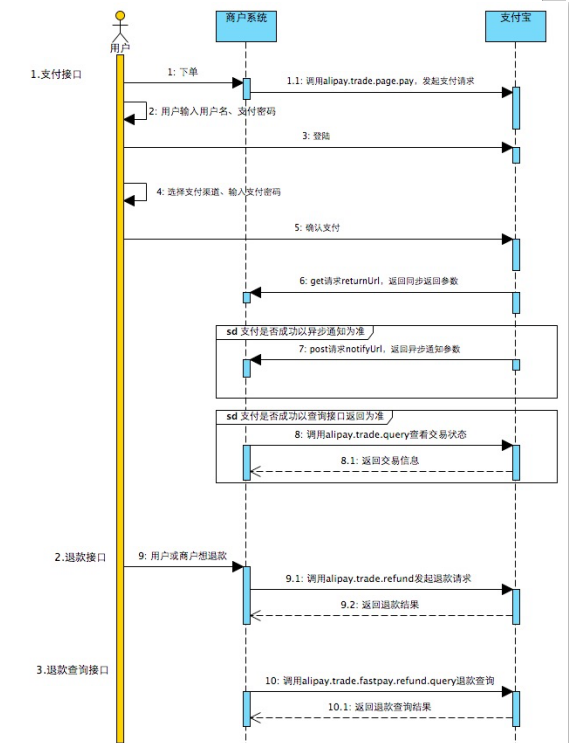 商户系统
支付宝
用户
1.支付接口
1: 下单
1.1: 调用alipay.trade.page.pay，发起支付请求
2: 用户输入用户名、支付密码
3: 登陆
4: 选择支付渠道、输入支付密码
5: 确认支付
6: get请求returnUrl，返回同步返回参数
sd 支付是否成功以异步通知为准
7: post请求notifyUrl，返回异步通知参数
sd 支付是否成功以查询接口返回为准
8: 调用alipay.trade.query查看交易状态
8.1: 返回交易信息
2.退款接口
9: 用户或商户想退款
9.1: 调用alipay.trade.refund发起退款请求
9.2: 返回退款结果
3.退款查询接口
10: 调用alipay.trade.fastpay.refund.query退款查询
10.1: 返回退款查询结果